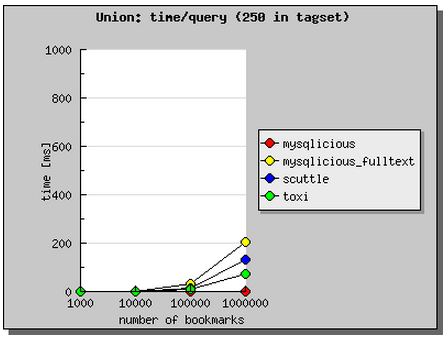 Union: time/query (250 in tagset)
1000
800
600
400
200
0
time [ms]
1000
10000
100000
1000000
number of bookmarks
mysqlicious
mysqlicious_fulltext
scuttle
toxi